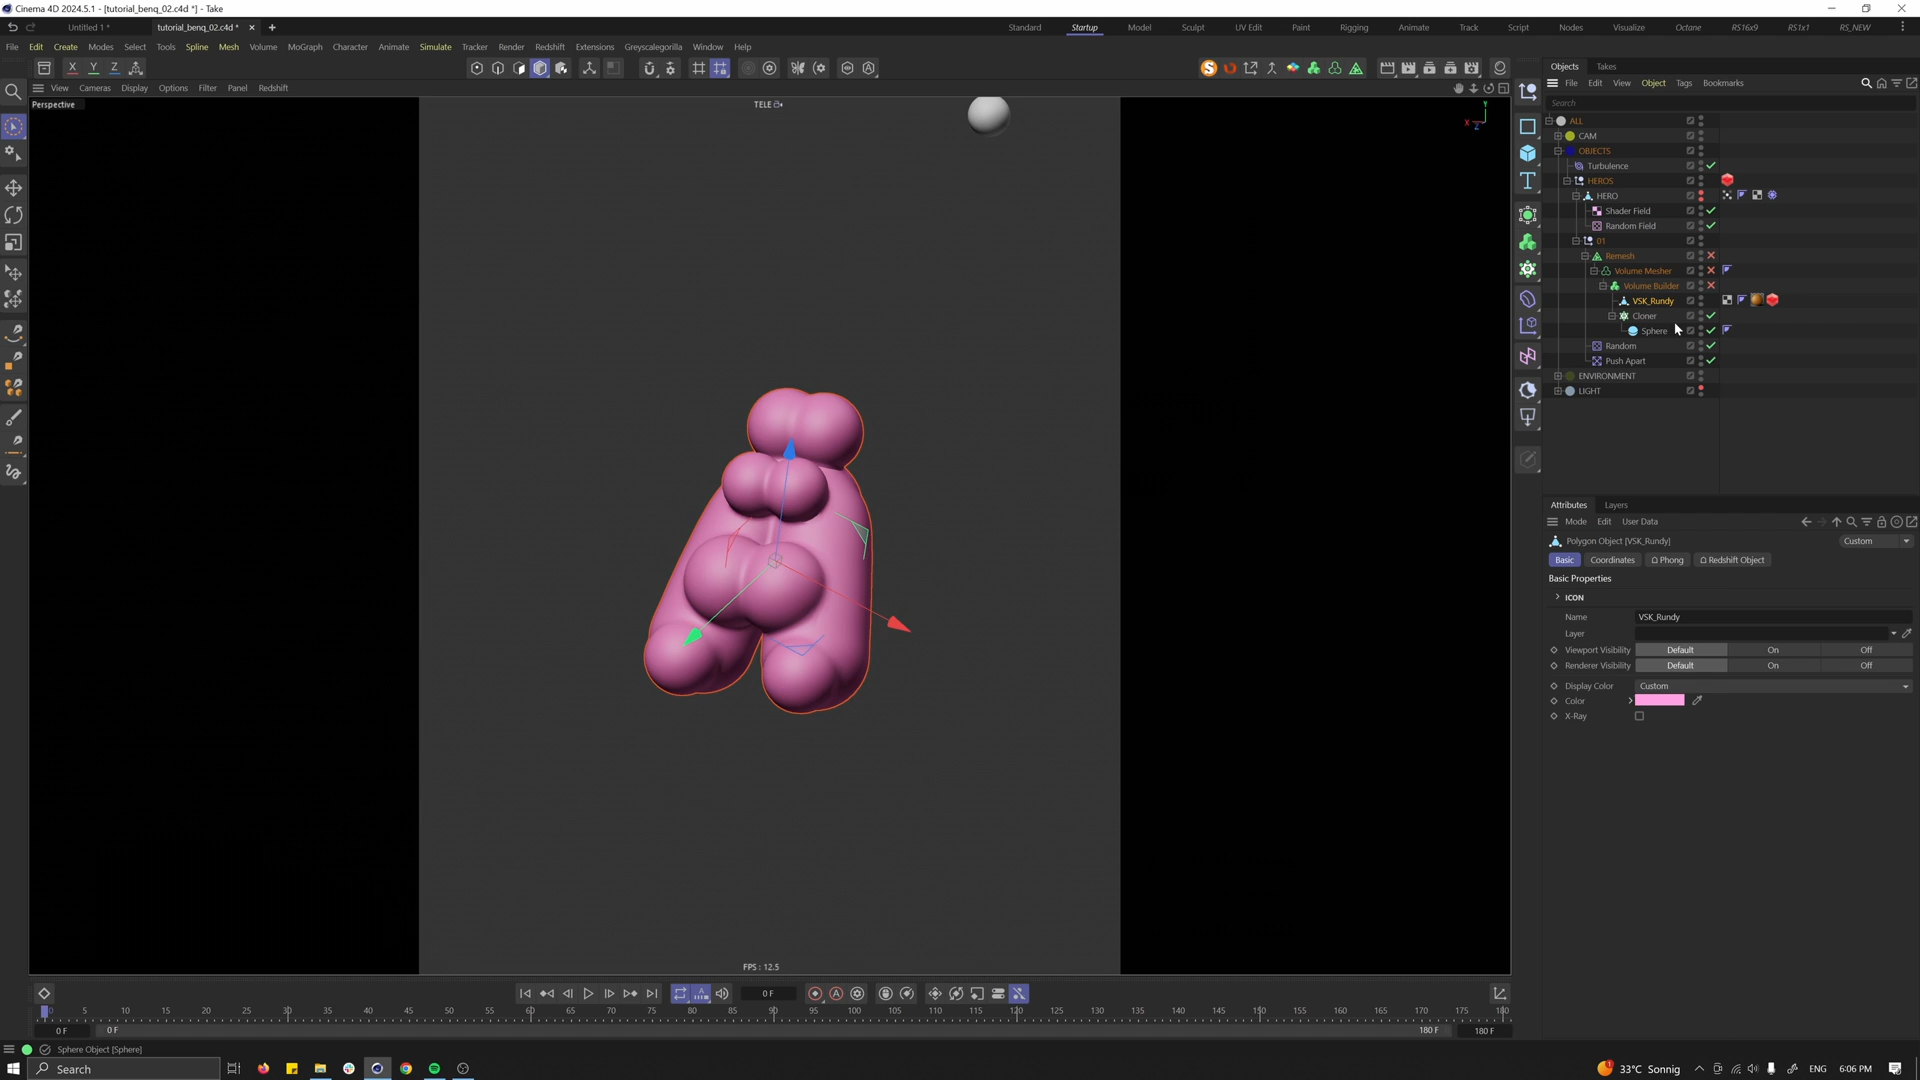 Cinema 4D 2024.5.1 - [tutorial_benq_02.c4d *] - Take
Untitled 1 *
tutorial_benq_02.c4d *
Standard
Startup
Model
Sculpt
UV Edit
Paint
Rigging
Animate
Track
Script
Nodes
Visualize
Octane
RS16x9
RS1x1
RS_NEW
File Edit Create Modes Select Tools Spline Mesh Volume MoGraph Character Animate Simulate Tracker Render Redshift Extensions Greyscalegorilla Window Help
X Y Z
Objects Takes
View Cameras Display Options Filter Panel Redshift
File Edit View Object Tags Bookmarks
Perspective
TELE
Search
ALL
CAM
OBJECTS
Turbulence
HEROS
HERO
Shader Field
Random Field
01
Remesh
Volume Mesher
Volume Builder
VSK_Rundy
Cloner
Sphere
Random
Push Apart
ENVIRONMENT
LIGHT
Y
X
Z
Attributes Layers
Mode Edit User Data
Polygon Object [VSK_Rundy]
Custom
Basic Coordinates Phong Redshift Object
Basic Properties
ICON
Name VSK_Rundy
Layer
Viewport Visibility Default On Off
Renderer Visibility Default On Off
Display Color Custom
Color
X-Ray
FPS : 12.5
0 F
0 5 10 15 20 25 30 35 40 45 50 55 60 65 70 75 80 85 90 95 100 105 110 115 120 125 130 135 140 145 150 155 160 165 170 175 180
0 F 0 F 180 F 180 F
Sphere Object [Sphere]
Search
33°C Sonnig
ENG
6:06 PM